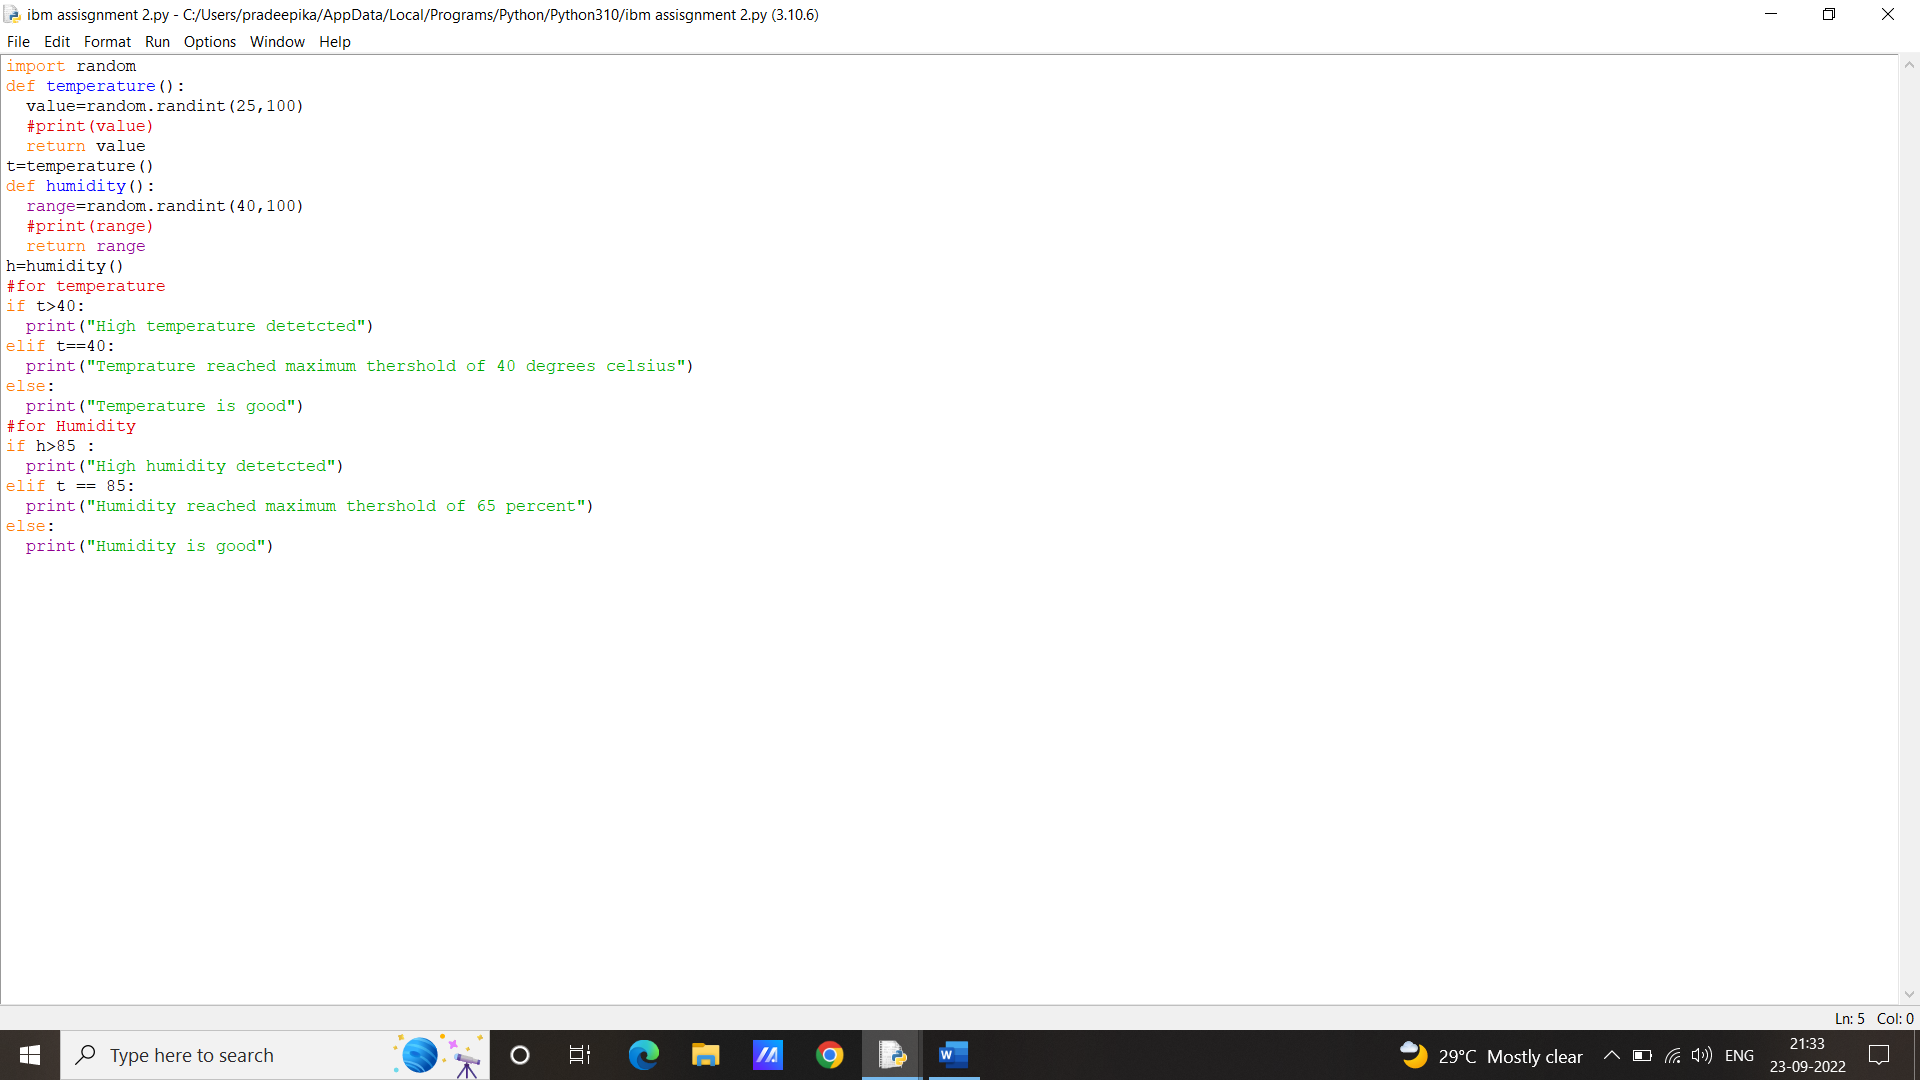 ibm assisgnment 2.py - C:/Users/pradeepika/AppData/Local/Programs/Python/Python310/ibm assisgnment 2.py (3.10.6)
File Edit Format Run Options Window Help
import random
def temperature():
  value=random.randint(25,100)
  #print(value)
  return value
t=temperature()
def humidity():
  range=random.randint(40,100)
  #print(range)
  return range
h=humidity()
#for temperature
if t>40:
  print("High temperature detetcted")
elif t==40:
  print("Temprature reached maximum thershold of 40 degrees celsius")
else:
  print("Temperature is good")
#for Humidity
if h>85 :
  print("High humidity detetcted")
elif t == 85:
  print("Humidity reached maximum thershold of 65 percent")
else:
  print("Humidity is good")
Ln: 5 Col: 0
Type here to search
W
29°C Mostly clear
ENG
21:33
23-09-2022